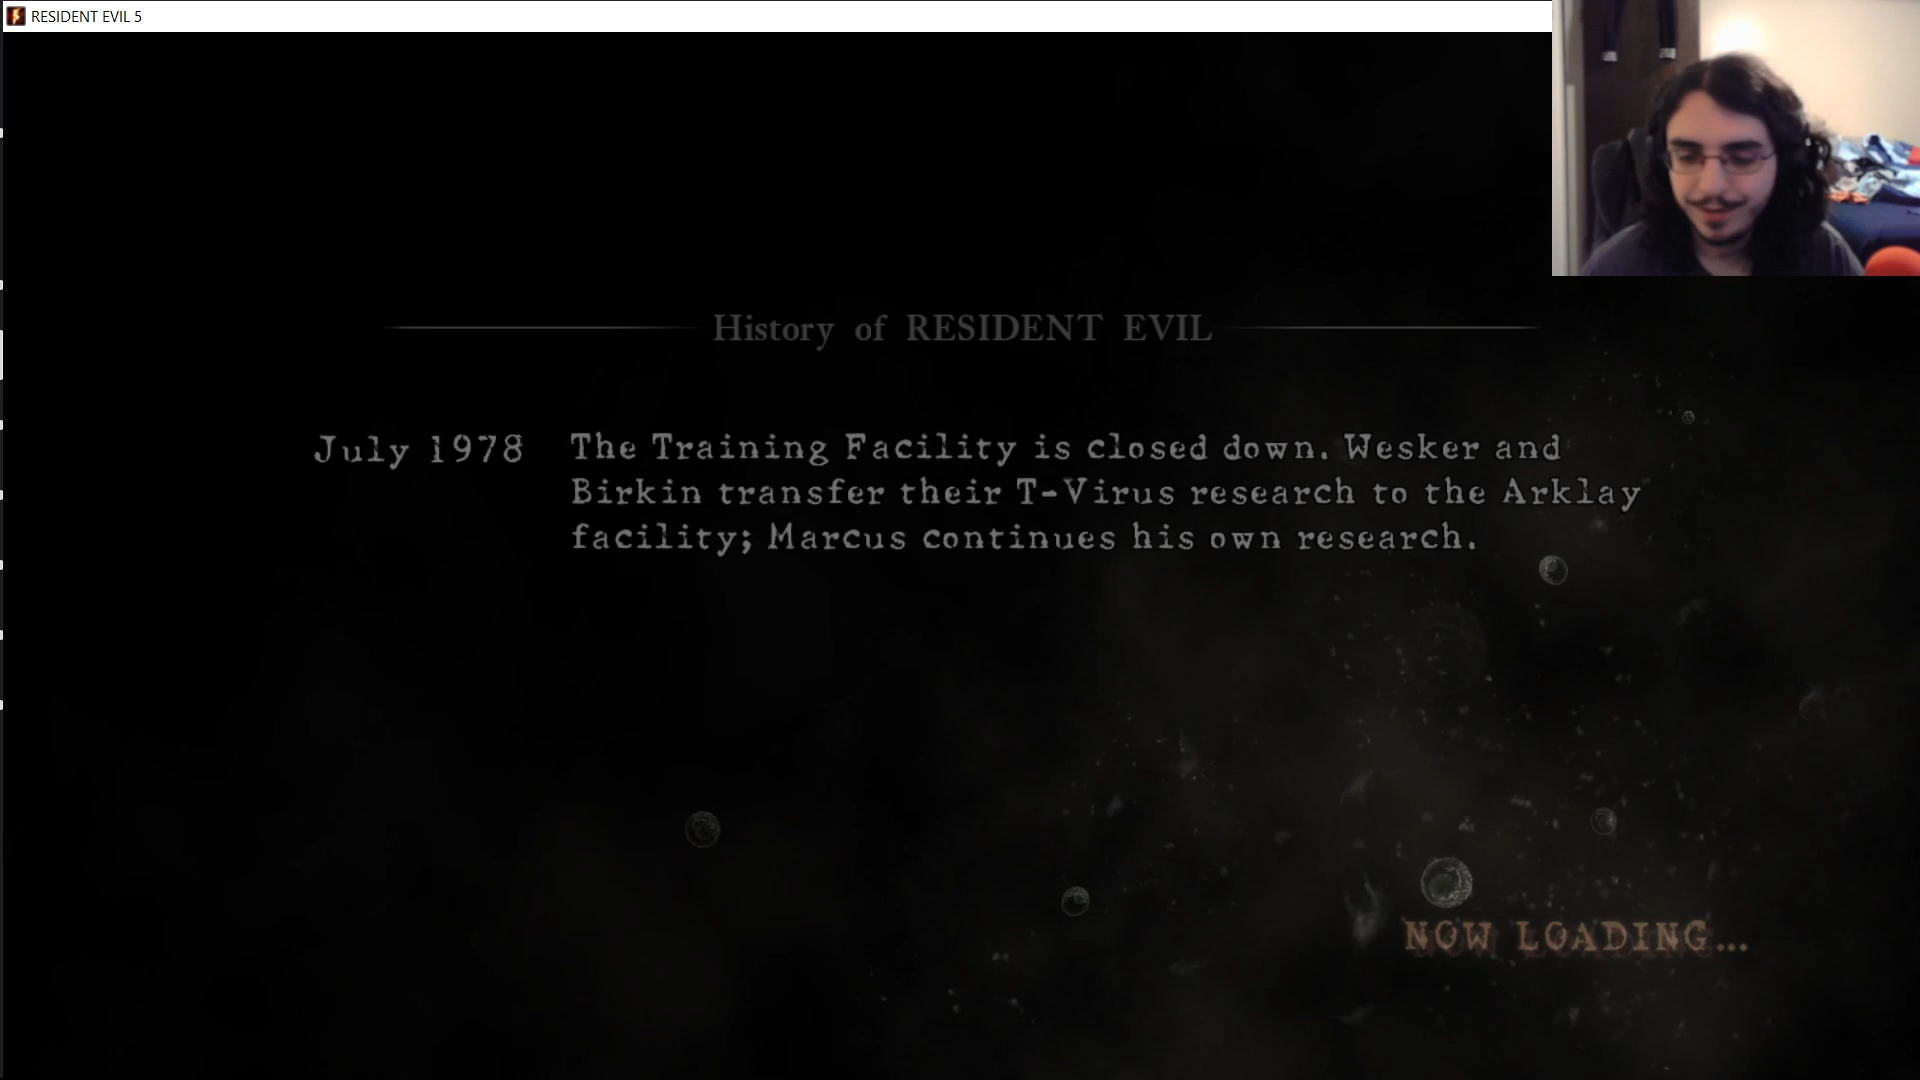 RESIDENT EVIL 5
History of RESIDENT EVIL
July 1978 The Training Facility is closed down. Wesker and
Birkin transfer their T-Virus research to the Arklay
facility; Marcus continues his own research.
NOW LOADING...